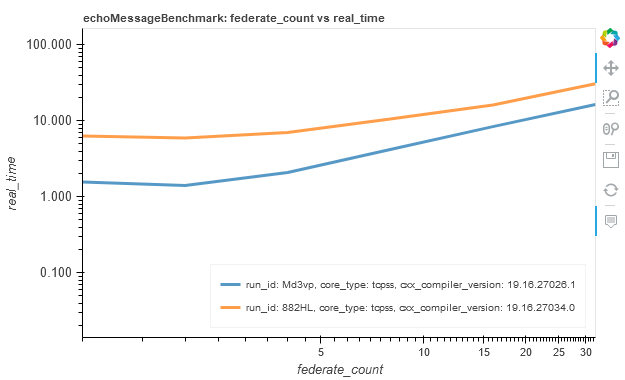 echoMessageBenchmark: federate_count vs real_time
100.000
10.000
1.000
0.100
real_time
run_id: Md3vp, core_type: tcpss, cxx_compiler_version: 19.16.27026.1
run_id: 882HL, core_type: tcpss, cxx_compiler_version: 19.16.27034.0
5 10 15 20 25 30
federate_count